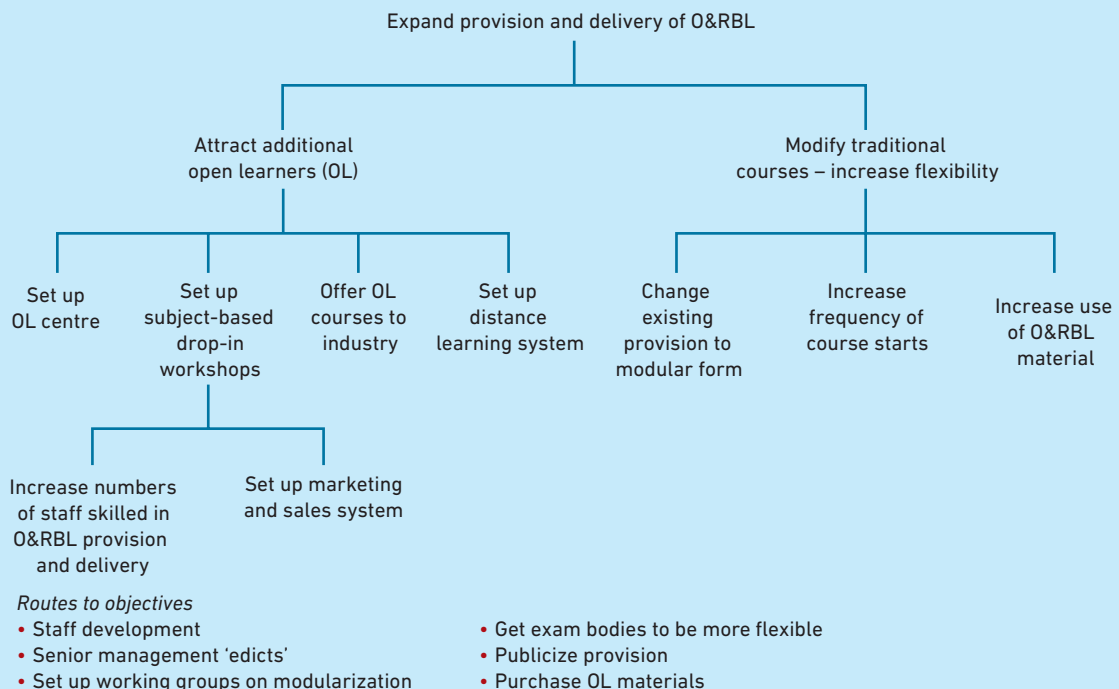 Expand provision and delivery of O&RBL
Attract additional
open learners (OL)
Modify traditional
courses – increase flexibility
Set up
OL centre
Set up
subject-based
drop-in
workshops
Offer OL
courses to
industry
Set up
distance
learning system
Change
existing
provision to
modular form
Increase
frequency of
course starts
Increase use
of O&RBL
material
Increase numbers
of staff skilled in
O&RBL provision
and delivery
Set up marketing
and sales system
Routes to objectives
• Staff development
• Senior management ‘edicts’
• Set up working groups on modularization
• Get exam bodies to be more flexible
• Publicize provision
• Purchase OL materials